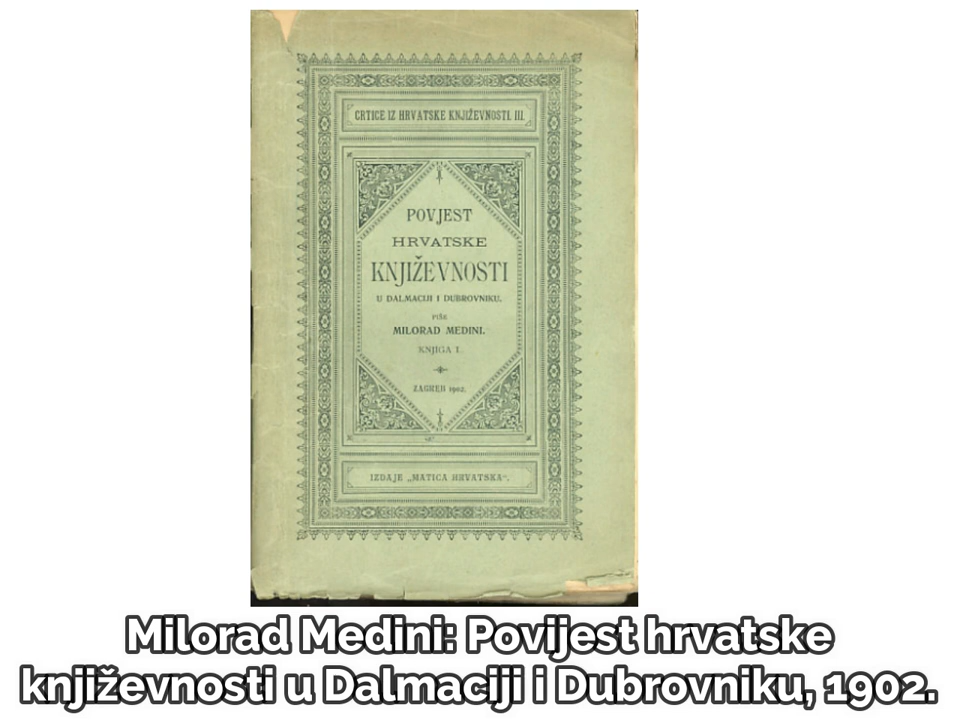 CRTICE IZ HRVATSKE KNJIŽEVNOSTI. III.
POVJEST
HRVATSKE
KNJIŽEVNOSTI
U DALMACIJI I DUBROVNIKU.
PIŠE
MILORAD MEDINI.
KNJIGA I.
ZAGREB 1902.
IZDAJE „MATICA HRVATSKA“.
Milorad Medini: Povijest hrvatske
književnosti u Dalmaciji i Dubrovniku, 1902.